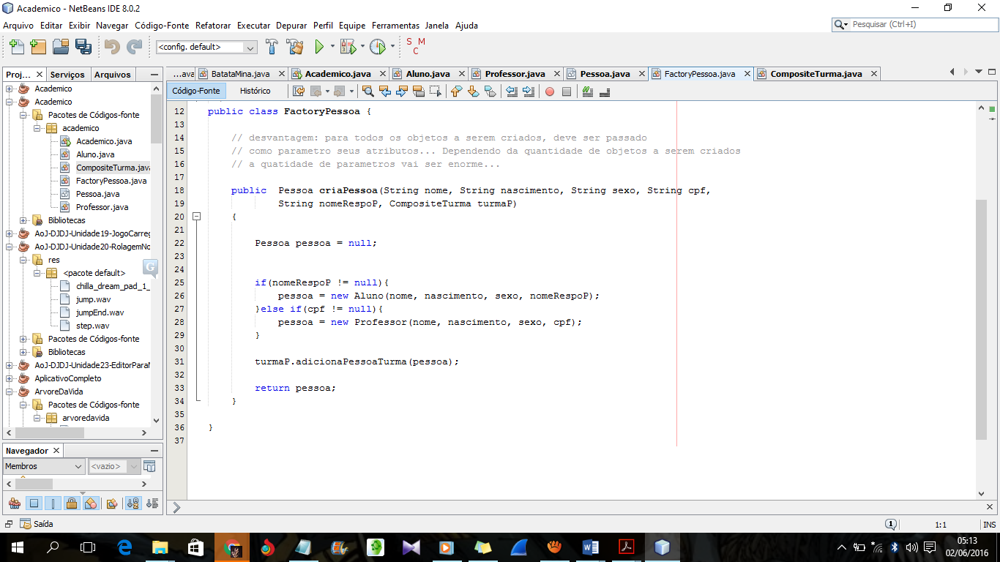 Academico - NetBeans IDE 8.0.2
Arquivo Editar Exibir Navegar Código-Fonte Refatorar Executar Depurar Perfil Equipe Ferramentas Janela Ajuda
Pesquisar (Ctrl+I)
<config. default>
S M
C
Proj... Serviços Arquivos
...ava BatataMina.java Academico.java Aluno.java Professor.java Pessoa.java FactoryPessoa.java CompositeTurma.java
Código-Fonte Histórico
Academico
Academico
Pacotes de Códigos-fonte
academico
Academico.java
Aluno.java
CompositeTurma.java
FactoryPessoa.java
Pessoa.java
Professor.java
Bibliotecas
AoJ-DJDJ-Unidade19-JogoCarreg
AoJ-DJDJ-Unidade20-RolagemNo
res
<pacote default>
chilla_dream_pad_1_
jump.wav
jumpEnd.wav
step.wav
Pacotes de Códigos-fonte
Bibliotecas
AoJ-DJDJ-Unidade23-EditorParaM
AplicativoCompleto
ArvoreDaVida
Pacotes de Códigos-fonte
arvoredavida
G
12 public class FactoryPessoa {
13
14 // desvantagem: para todos os objetos a serem criados, deve ser passado
15 // como parametro seus atributos... Dependendo da quantidade de objetos a serem criados
16 // a quatidade de parametros vai ser enorme...
17
18 public  Pessoa criaPessoa(String nome, String nascimento, String sexo, String cpf,
19 String nomeRespoP, CompositeTurma turmaP)
20 {
21
22 Pessoa pessoa = null;
23
24
25 if(nomeRespoP != null){
26 pessoa = new Aluno(nome, nascimento, sexo, nomeRespoP);
27 }else if(cpf != null){
28 pessoa = new Professor(nome, nascimento, sexo, cpf);
29 }
30
31 turmaP.adicionaPessoaTurma(pessoa);
32
33 return pessoa;
34 }
35
36 }
37
Navegador
Membros <vazio>
Saída
1 1:1 INS
05:13
02/06/2016